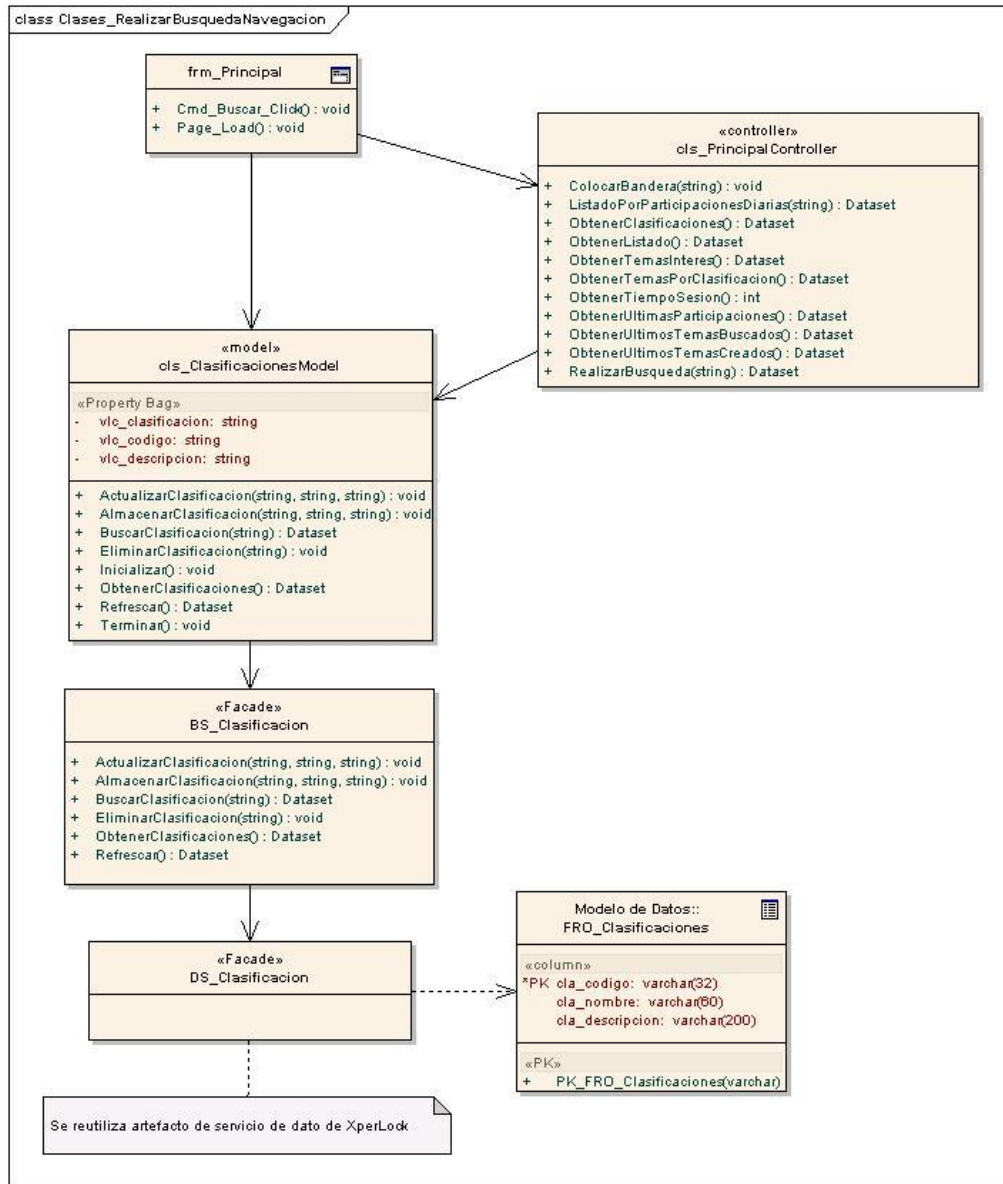 class Clases_RealizarBusquedaNavegacion
frm_Principal
+ Cmd_Buscar_Click() : void
+ Page_Load() : void
«controller»
cls_PrincipalController
+ ColocarBandera(string) : void
+ ListadoPorParticipacionesDiarias(string) : Dataset
+ ObtenerClasificaciones() : Dataset
+ ObtenerListado() : Dataset
+ ObtenerTemasInteres() : Dataset
+ ObtenerTemasPorClasificacion() : Dataset
+ ObtenerTiempoSesion() : int
+ ObtenerUltimasParticipaciones() : Dataset
+ ObtenerUltimosTemasBuscados() : Dataset
+ ObtenerUltimosTemasCreados() : Dataset
+ RealizarBusqueda(string) : Dataset
«model»
cls_ClasificacionesModel
«Property Bag»
- vlc_clasificacion: string
- vlc_codigo: string
- vlc_descripcion: string
+ ActualizarClasificacion(string, string, string) : void
+ AlmacenarClasificacion(string, string, string) : void
+ BuscarClasificacion(string) : Dataset
+ EliminarClasificacion(string) : void
+ Inicializar() : void
+ ObtenerClasificaciones() : Dataset
+ Refrescar() : Dataset
+ Terminar() : void
«Facade»
BS_Clasificacion
+ ActualizarClasificacion(string, string, string) : void
+ AlmacenarClasificacion(string, string, string) : void
+ BuscarClasificacion(string) : Dataset
+ EliminarClasificacion(string) : void
+ ObtenerClasificaciones() : Dataset
+ Refrescar() : Dataset
«Facade»
DS_Clasificacion
Modelo de Datos::
FRO_Clasificaciones
«column»
*PK cla_codigo: varchar(32)
cla_nombre: varchar(60)
cla_descripcion: varchar(200)
«PK»
+ PK_FRO_Clasificaciones(varchar)
Se reutiliza artefacto de servicio de dato de XperLock